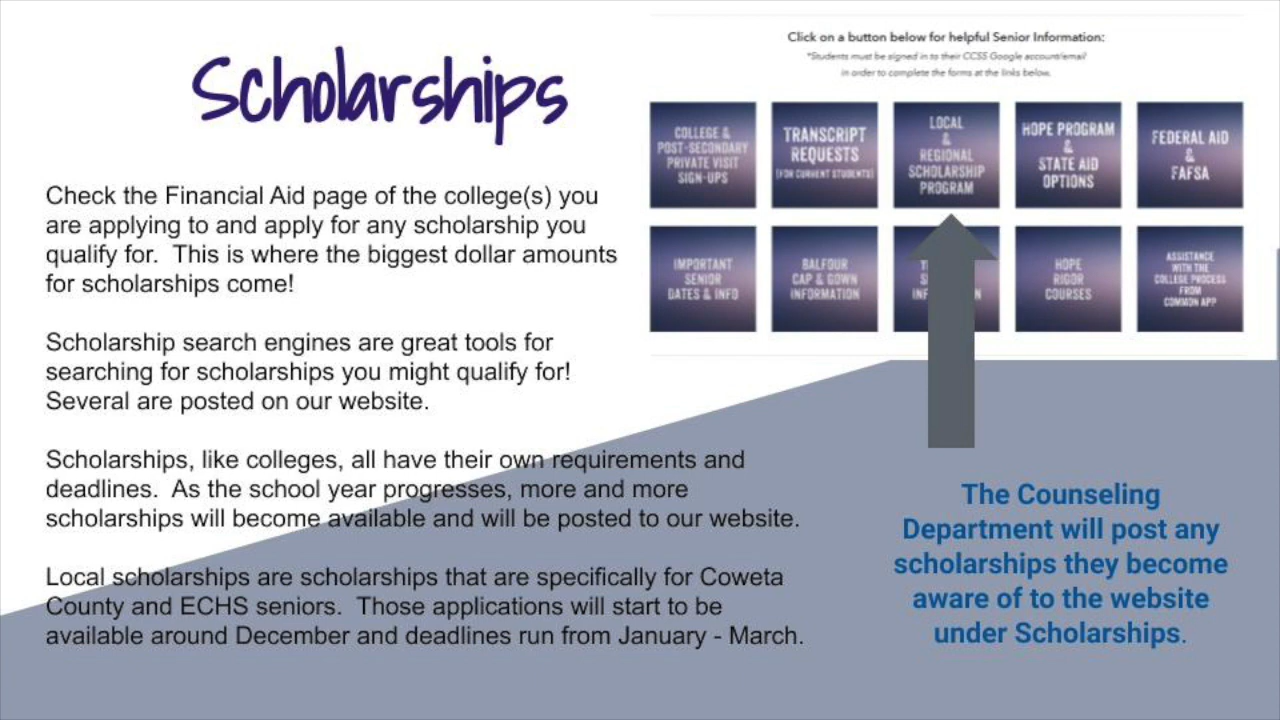 Scholarships
Check the Financial Aid page of the college(s) you
are applying to and apply for any scholarship you
qualify for. This is where the biggest dollar amounts
for scholarships come!
Scholarship search engines are great tools for
searching for scholarships you might qualify for!
Several are posted on our website.
Scholarships, like colleges, all have their own requirements and
deadlines. As the school year progresses, more and more
scholarships will become available and will be posted to our website.
Local scholarships are scholarships that are specifically for Coweta
County and ECHS seniors. Those applications will start to be
available around December and deadlines run from January - March.
Click on a button below for helpful Senior Information:
*Students must be signed in to their CCSS Google account/email
in order to complete the forms at the links below.
COLLEGE &
POST-SECONDARY
PRIVATE VISIT
SIGN-UPS
TRANSCRIPT
REQUESTS
(FOR CURRENT STUDENTS)
LOCAL
&
REGIONAL
SCHOLARSHIP
PROGRAM
HOPE PROGRAM
&
STATE AID
OPTIONS
FEDERAL AID
&
FAFSA
IMPORTANT
SENIOR
DATES & INFO
BALFOUR
CAP & GOWN
INFORMATION
HOPE
RIGOR
COURSES
ASSISTANCE
WITH THE
COLLEGE PROCESS
FROM
COMMON APP
The Counseling
Department will post any
scholarships they become
aware of to the website
under Scholarships.